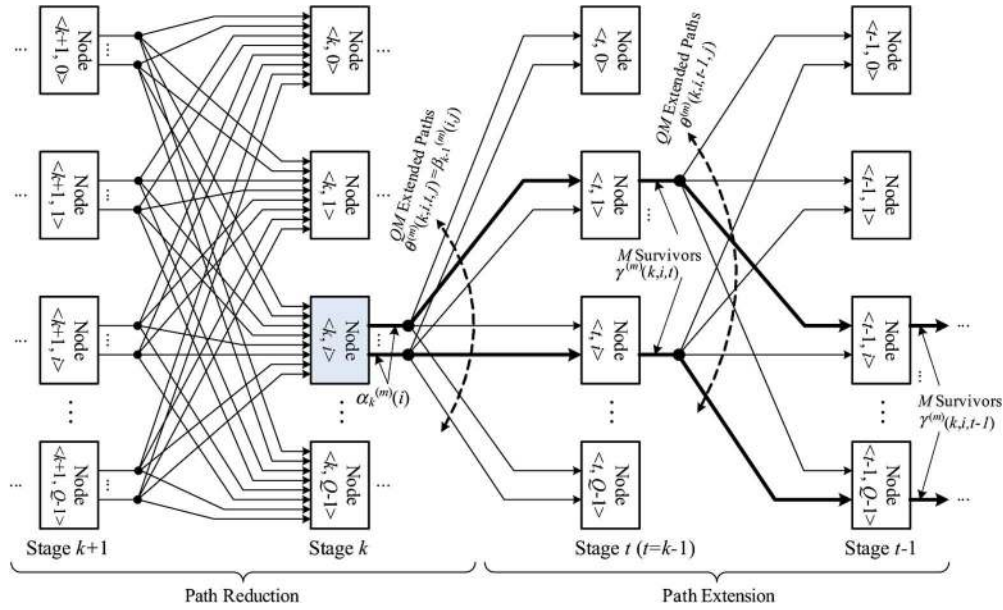 Node <k+1, 0>
Node <k, 0>
Node <t, 0>
Node <t-1, 0>
...
...
...
...
QM Extended Paths
θ^(m)(k,i,t,j) = β_k-1^(m)(i,j)
QM Extended Paths
θ^(m)(k,i,t-1,j)
Node <k+1, 1>
Node <k, 1>
Node <t, 1>
Node <t-1, 1>
...
...
...
...
M Survivors
γ^(m)(k,i,t)
Node <k+1, i>
Node <k, i>
Node <t, i>
Node <t-1, i>
...
...
...
...
...
α_k^(m)(i)
M Survivors
γ^(m)(k,i,t-1)
...
...
...
...
Node <k+1, Q-1>
Node <k, Q-1>
Node <t, Q-1>
Node <t-1, Q-1>
...
...
...
...
Stage k+1
Stage k
Stage t (t=k-1)
Stage t-1
Path Reduction
Path Extension